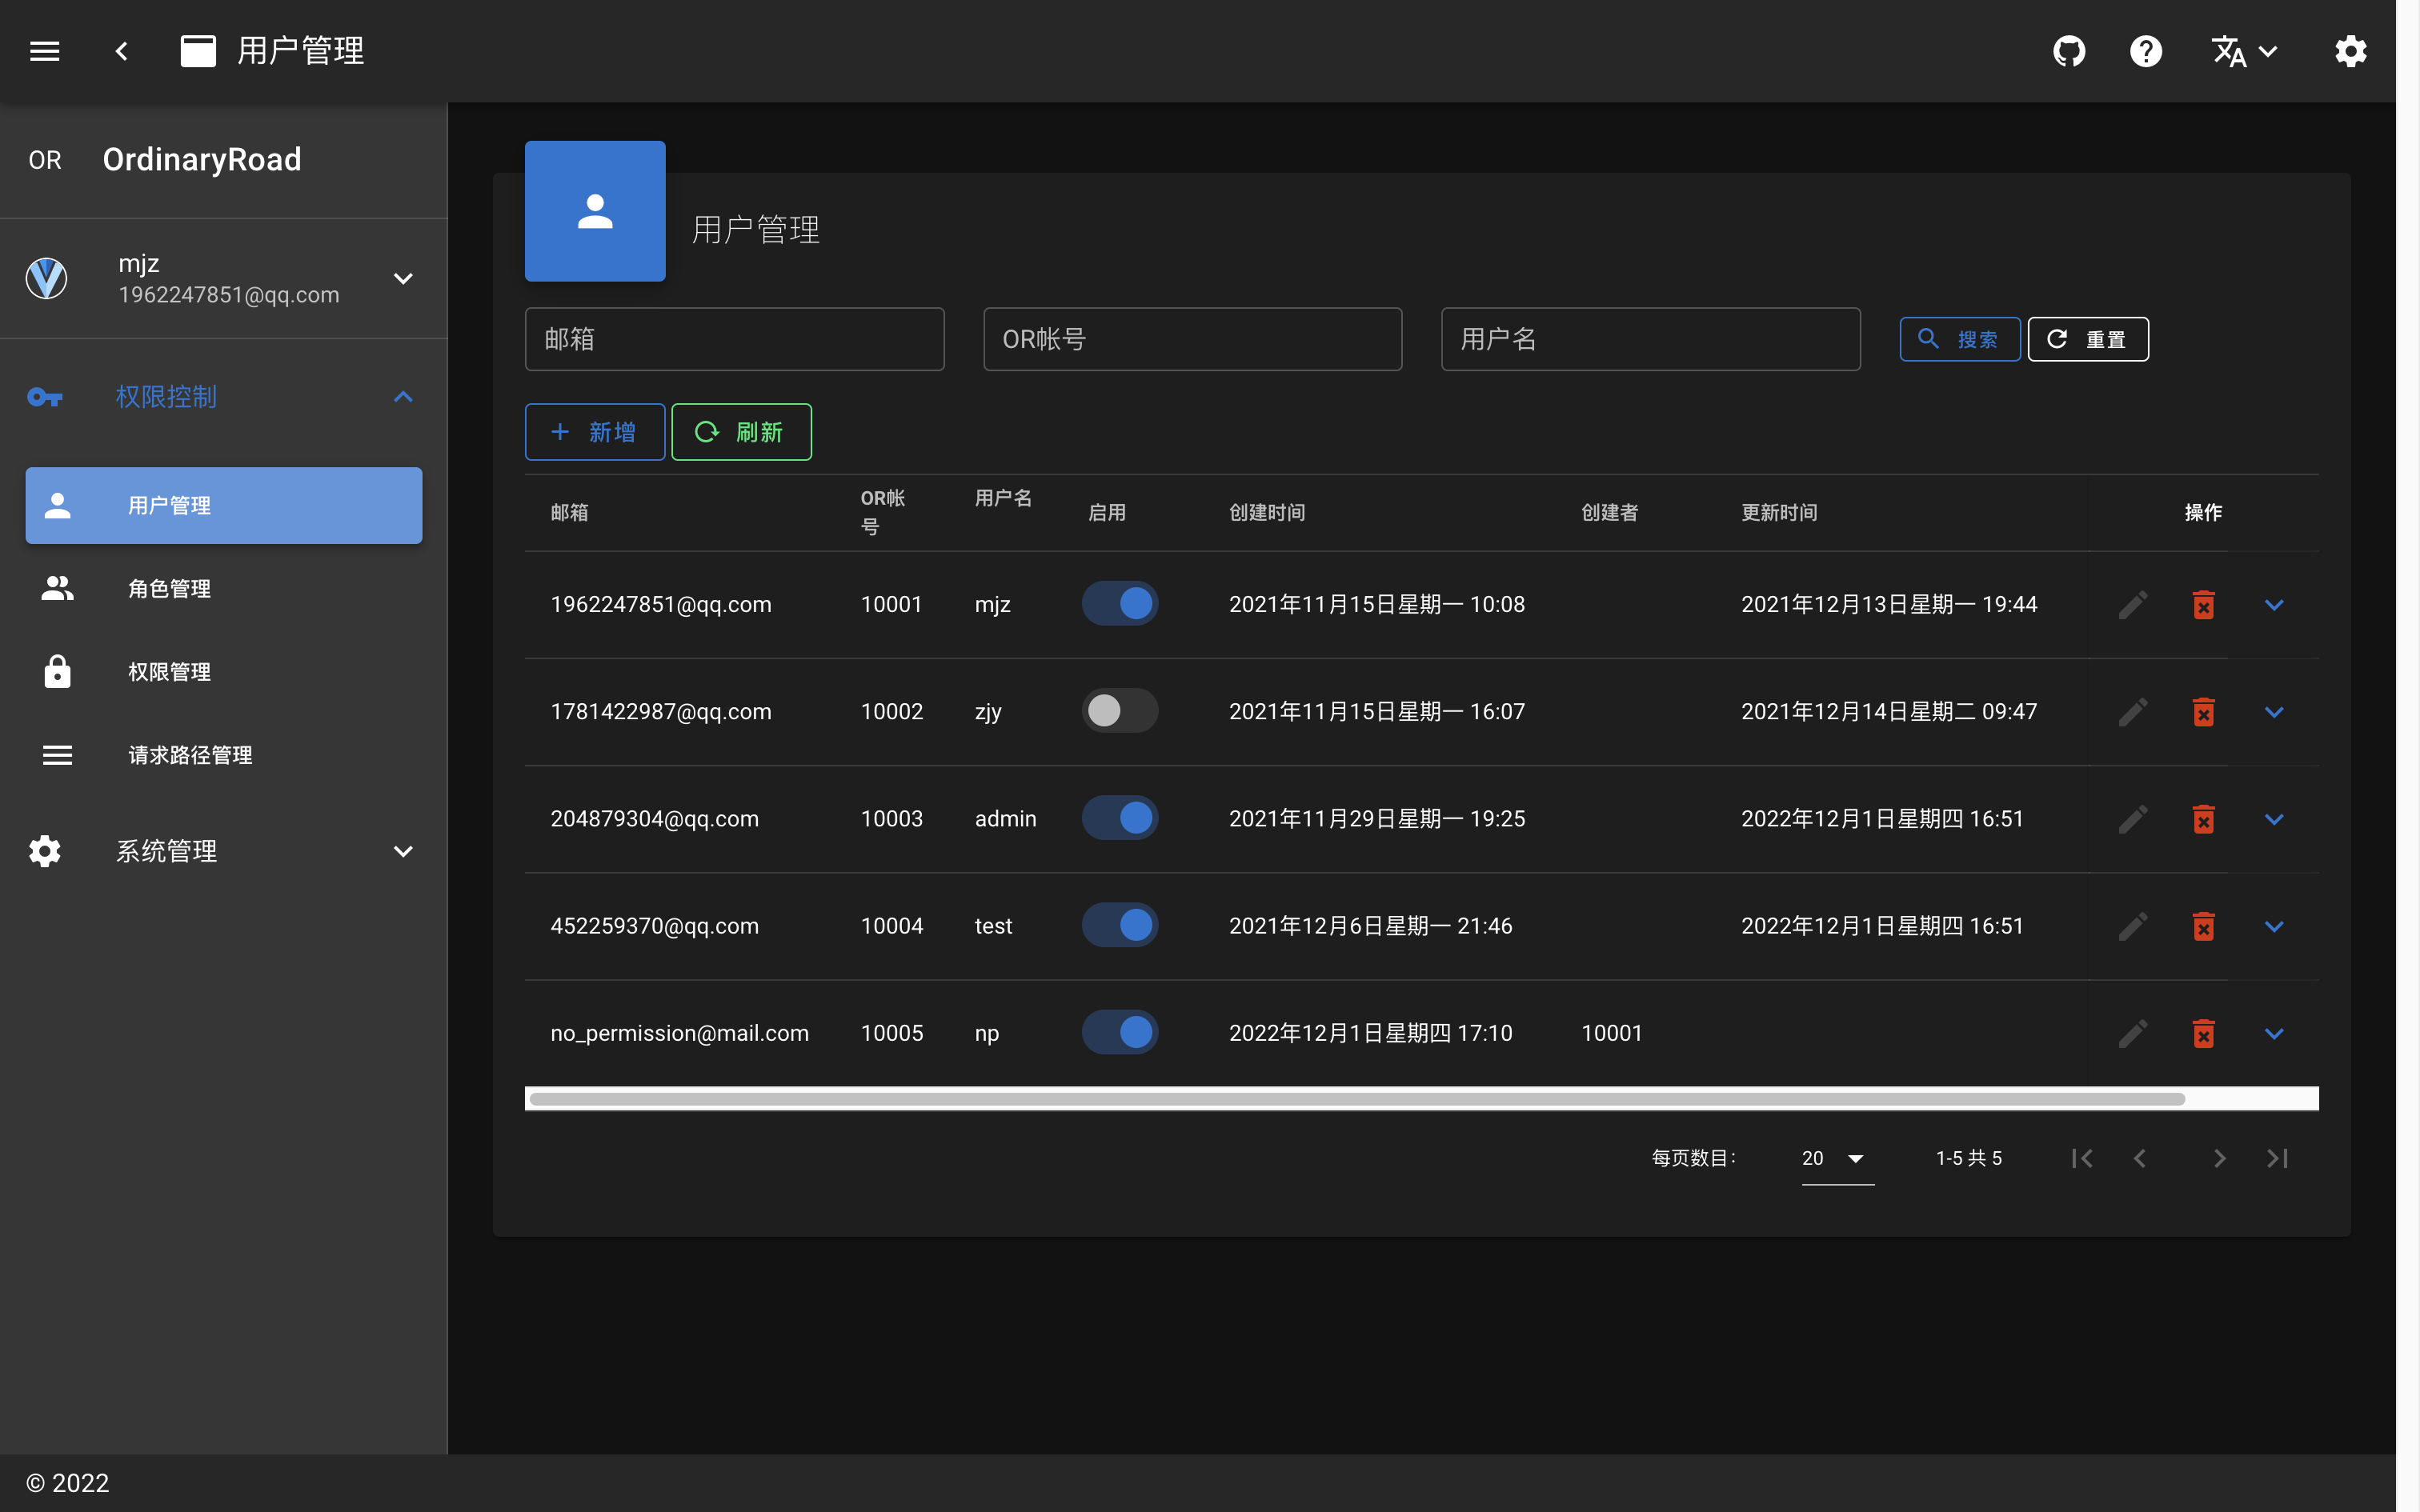 用户管理
OR OrdinaryRoad
mjz
1962247851@qq.com
权限控制
用户管理
角色管理
权限管理
请求路径管理
系统管理
用户管理
邮箱 OR帐号 用户名 搜索 重置
新增 刷新
邮箱 OR帐号 用户名 启用 创建时间 创建者 更新时间 操作
1962247851@qq.com 10001 mjz 2021年11月15日星期一 10:08 2021年12月13日星期一 19:44
1781422987@qq.com 10002 zjy 2021年11月15日星期一 16:07 2021年12月14日星期二 09:47
204879304@qq.com 10003 admin 2021年11月29日星期一 19:25 2022年12月1日星期四 16:51
452259370@qq.com 10004 test 2021年12月6日星期一 21:46 2022年12月1日星期四 16:51
no_permission@mail.com 10005 np 2022年12月1日星期四 17:10 10001
每页数目: 20 1-5 共 5
© 2022